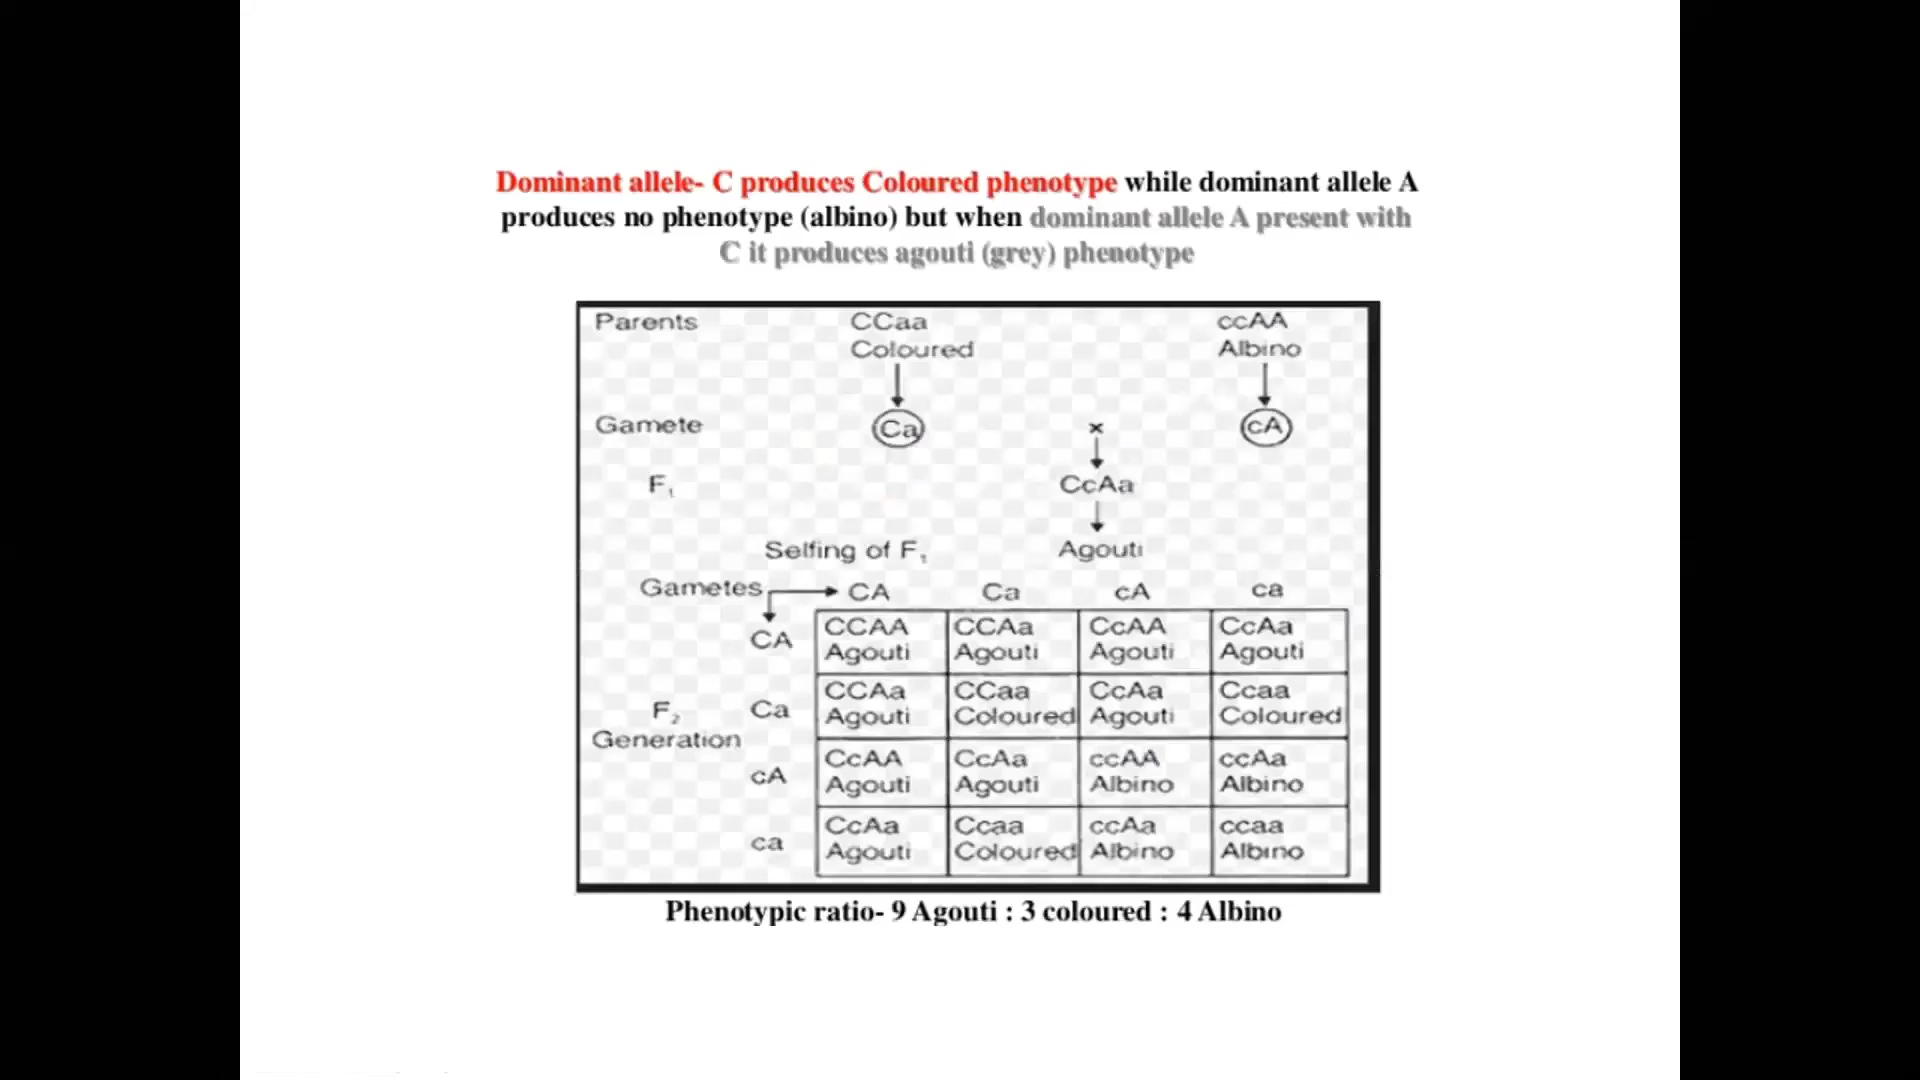 Dominant allele- C produces Coloured phenotype while dominant allele A
produces no phenotype (albino) but when dominant allele A present with
C it produces agouti (grey) phenotype
Parents CCaa ccAA
Coloured Albino
Gamete Ca × cA
F₁ CcAa
Selfing of F₁ Agouti
Gametes CA Ca cA ca
CA CCAA CCAa CcAA CcAa
Agouti Agouti Agouti Agouti
F₂ Ca CCAa CCaa CcAa Ccaa
Agouti Coloured Agouti Coloured
Generation
cA CcAA CcAa ccAA ccAa
Agouti Agouti Albino Albino
ca CcAa Ccaa ccAa ccaa
Agouti Coloured Albino Albino
Phenotypic ratio- 9 Agouti : 3 coloured : 4 Albino